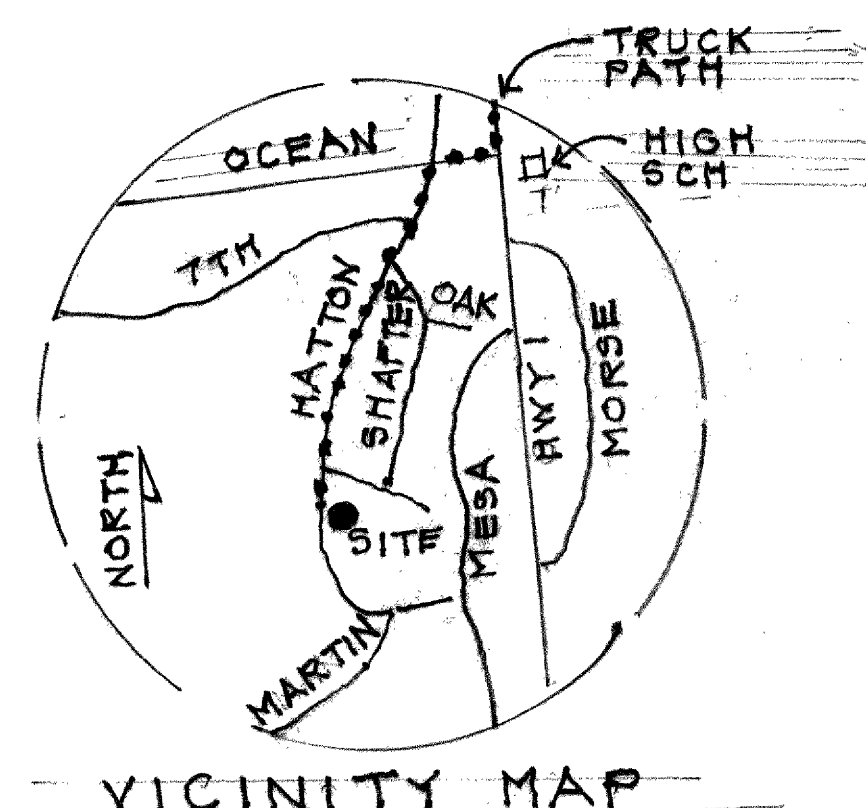 TRUCK
PATH
HIGH
SCH
OCEAN
7TH
HATTON
SHAFTER
OAK
HWY 1
MORSE
MESA
NORTH
SITE
MARTIN
VICINITY MAP